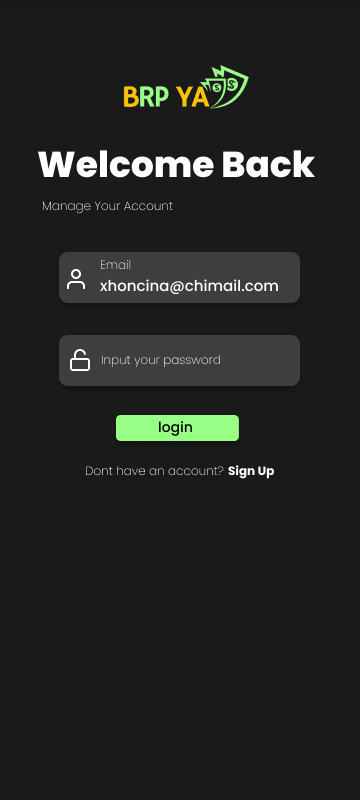 BRP YA
$ $
Welcome Back
Manage Your Account
Email
xhoncina@chimail.com
Input your password
login
Dont have an account? Sign Up